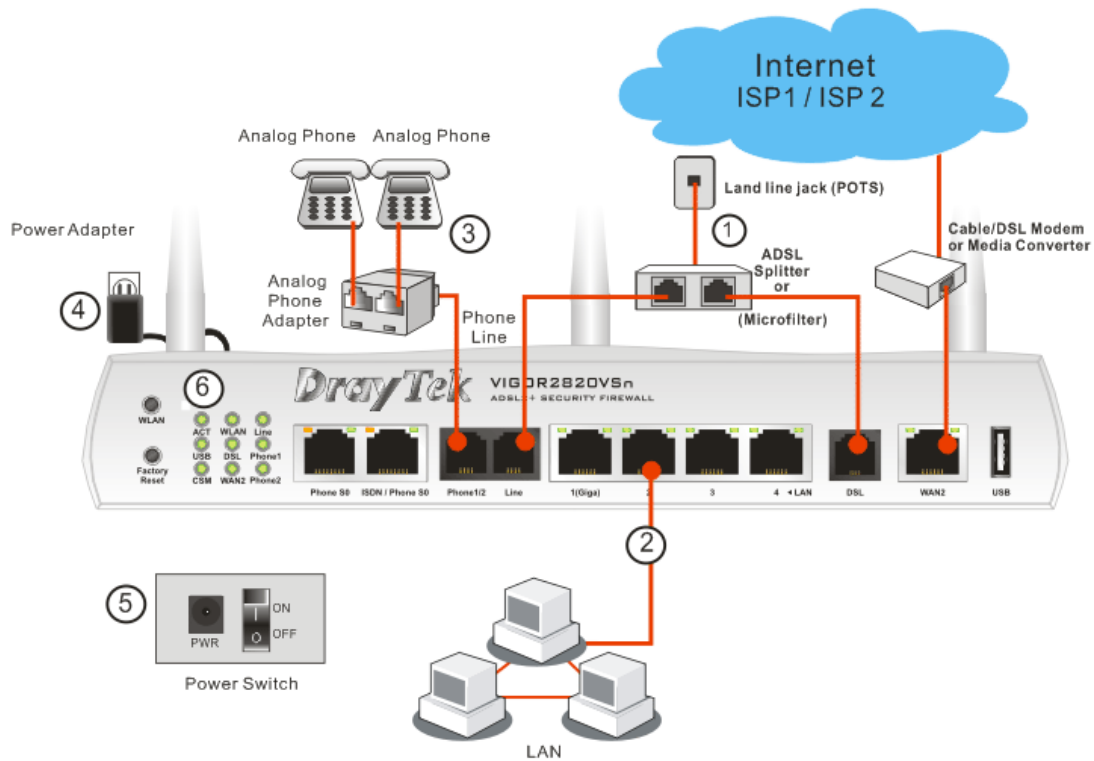 Internet
ISP1 / ISP 2
Analog Phone
Analog Phone
Land line jack (POTS)
1
3
Power Adapter
Cable/DSL Modem
or Media Converter
ADSL
Splitter
or
(Microfilter)
Analog
Phone
Adapter
4
Phone
Line
6
DrayTek
VIGOR2820VSn
ADSL2+ SECURITY FIREWALL
WLAN
ACT WLAN Line
USB DSL Phone1
CSM WAN2 Phone2
Factory
Reset
Phone S0
ISDN / Phone S0
Phone1/2
Line
1(Giga)
2
3
4 ◄LAN
DSL
WAN2
USB
2
5
PWR
ON
OFF
I
O
Power Switch
LAN